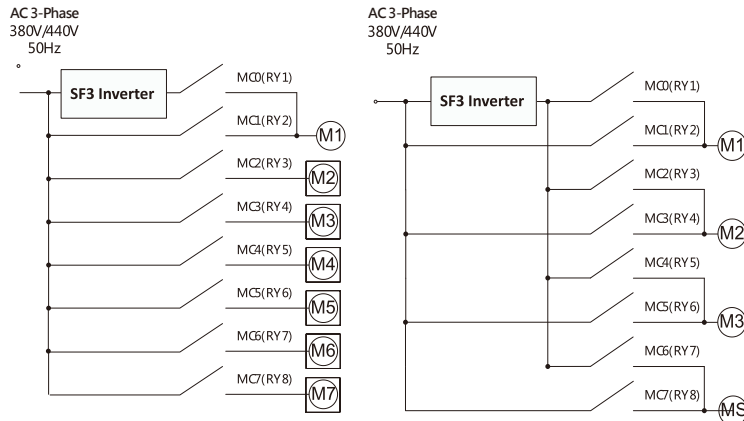 AC 3-Phase
380V/440V
50Hz
SF3 Inverter
MC0(RY1)
MC1(RY2)
M1
MC2(RY3)
M2
MC3(RY4)
M3
MC4(RY5)
M4
MC5(RY6)
M5
MC6(RY7)
M6
MC7(RY8)
M7
AC 3-Phase
380V/440V
50Hz
SF3 Inverter
MC0(RY1)
MC1(RY2)
M1
MC2(RY3)
MC3(RY4)
M2
MC4(RY5)
MC5(RY6)
M3
MC6(RY7)
MC7(RY8)
MS